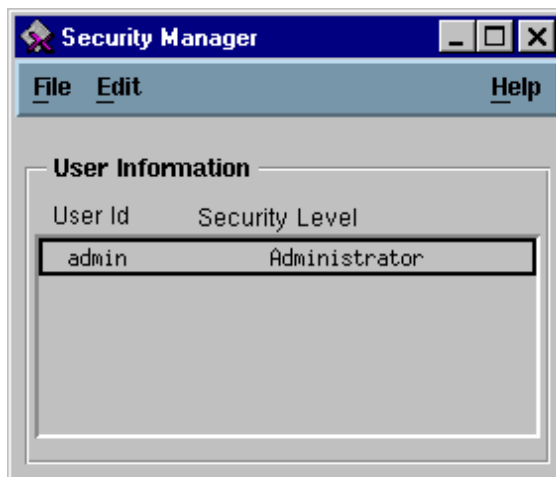 Security Manager
File Edit Help
User Information
User Id Security Level
admin Administrator